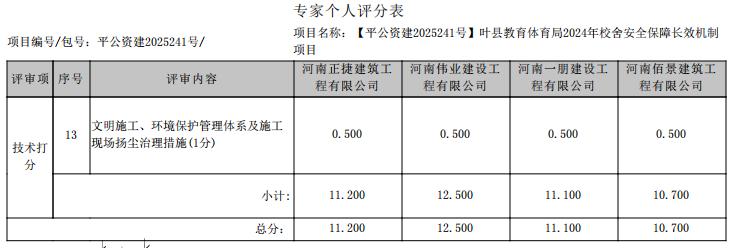 专家个人评分表
项目编号/包号：平公资建2025241号/
项目名称：【平公资建2025241号】叶县教育体育局2024年校舍安全保障长效机制
项目
评审项 序号 评审内容 河南正捷建筑工 河南伟业建设工 河南一朋建设工 河南佰景建筑工
程有限公司 程有限公司 程有限公司 程有限公司
技术打
分
13 文明施工、环境保护管理体系及施工 0.500 0.500 0.500 0.500
现场扬尘治理措施(1分)
小计: 11.200 12.500 11.100 10.700
总分: 11.200 12.500 11.100 10.700